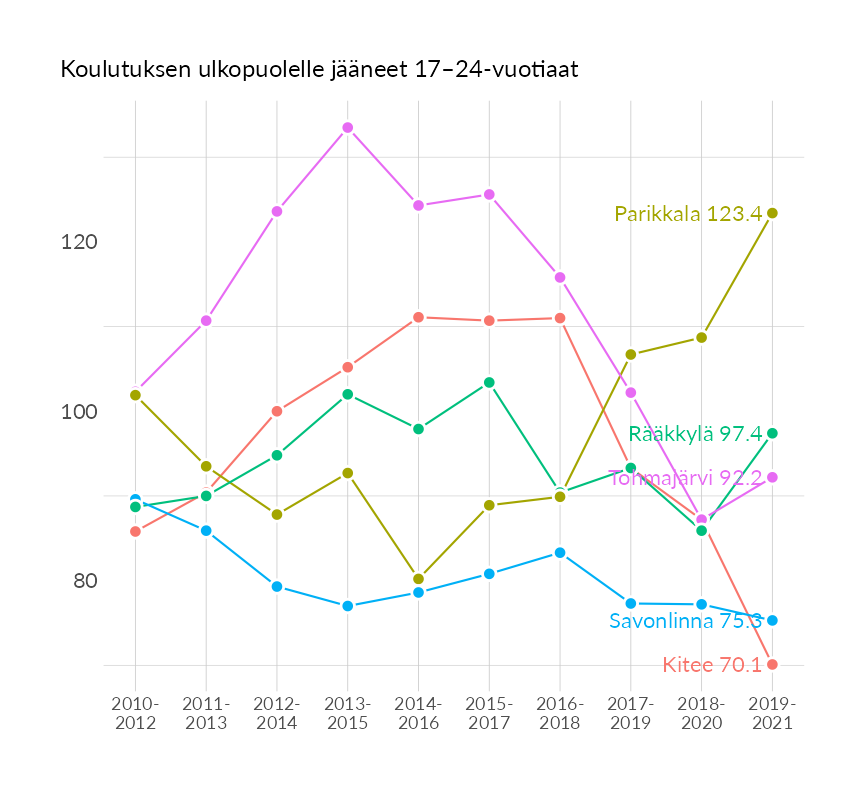 Koulutuksen ulkopuolelle jääneet 17–24-vuotiaat
Parikkala 123.4
120
100
Rääkkylä 97.4
Tohmajärvi 92.2
80
Savonlinna 75.3
Kitee 70.1
2010- 2011- 2012- 2013- 2014- 2015- 2016- 2017- 2018- 2019-
2012 2013 2014 2015 2016 2017 2018 2019 2020 2021